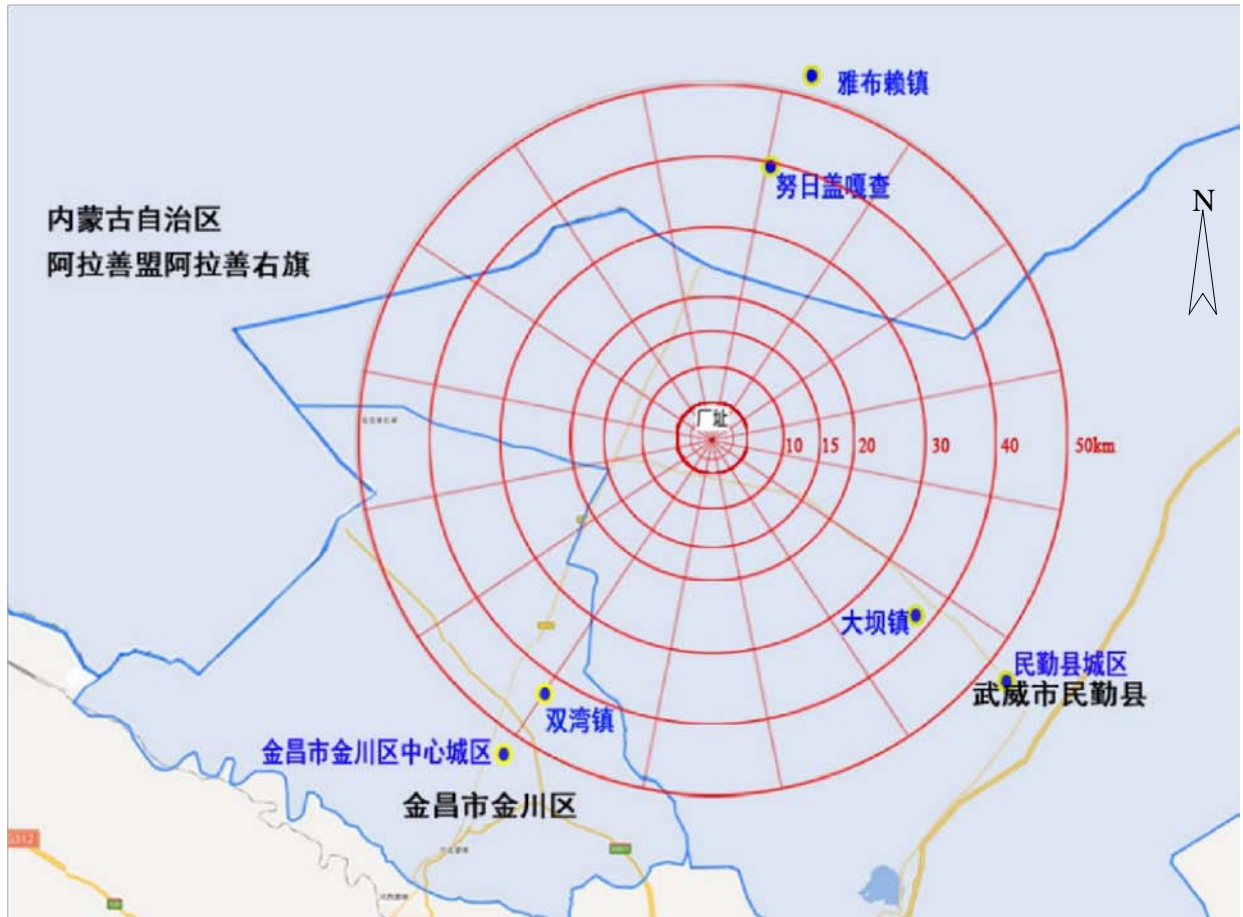 雅布赖镇
努日盖嘎查
N
内蒙古自治区
阿拉善盟阿拉善右旗
厂址
10 15 20 30 40 50km
大坝镇
民勤县城区
武威市民勤县
双湾镇
金昌市金川区中心城区
金昌市金川区